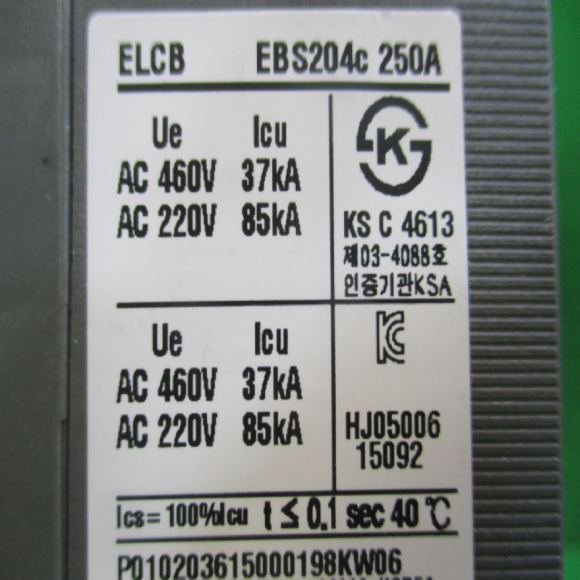 ELCB EBS204c 250A
Ue Icu
AC 460V 37kA
AC 220V 85kA
K
KS C 4613
제03-4088호
인증기관KSA
Ue Icu
AC 460V 37kA
AC 220V 85kA
KC
HJ05006
15092
Ics=100%Icu t≤0.1 sec 40℃
P010203615000198KW06